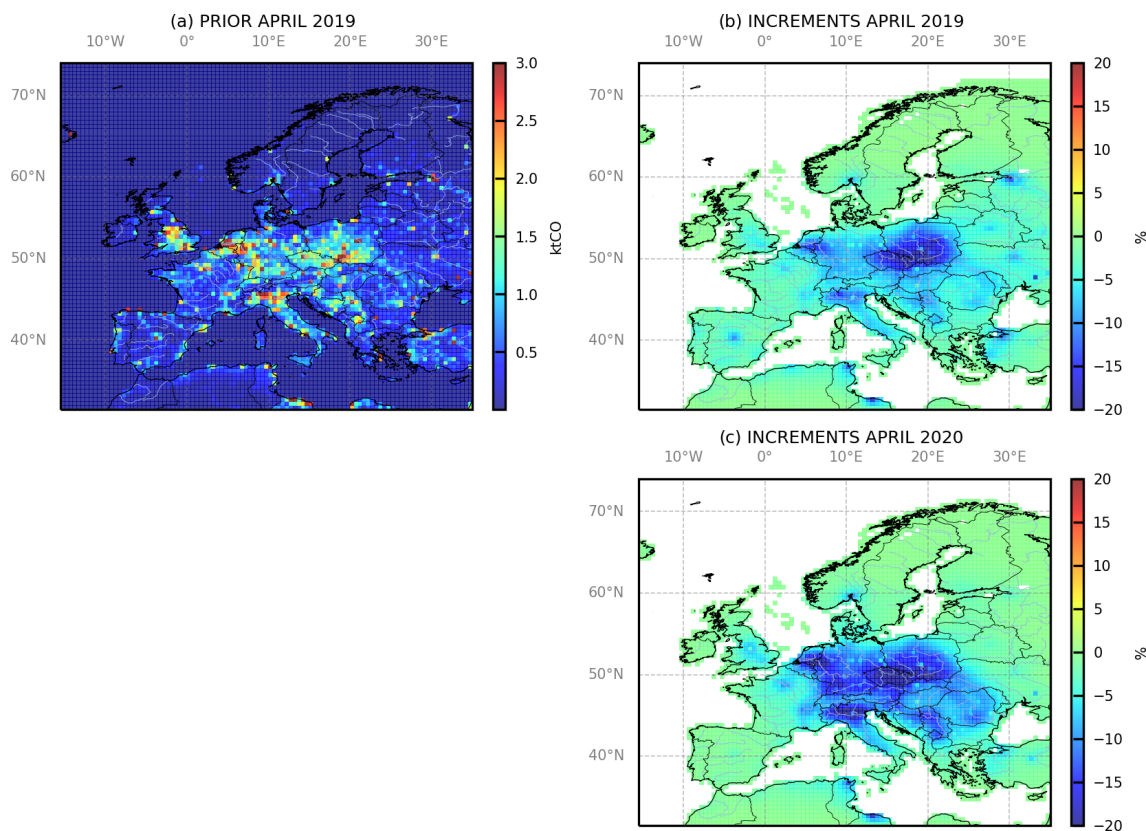 (a) PRIOR APRIL 2019
10°W 0° 10°E 20°E 30°E
70°N
60°N
50°N
40°N
3.0
2.5
2.0
1.5
1.0
0.5
ktCO
(b) INCREMENTS APRIL 2019
10°W 0° 10°E 20°E 30°E
70°N
60°N
50°N
40°N
20
15
10
5
0
−5
−10
−15
−20
%
(c) INCREMENTS APRIL 2020
10°W 0° 10°E 20°E 30°E
70°N
60°N
50°N
40°N
20
15
10
5
0
−5
−10
−15
−20
%